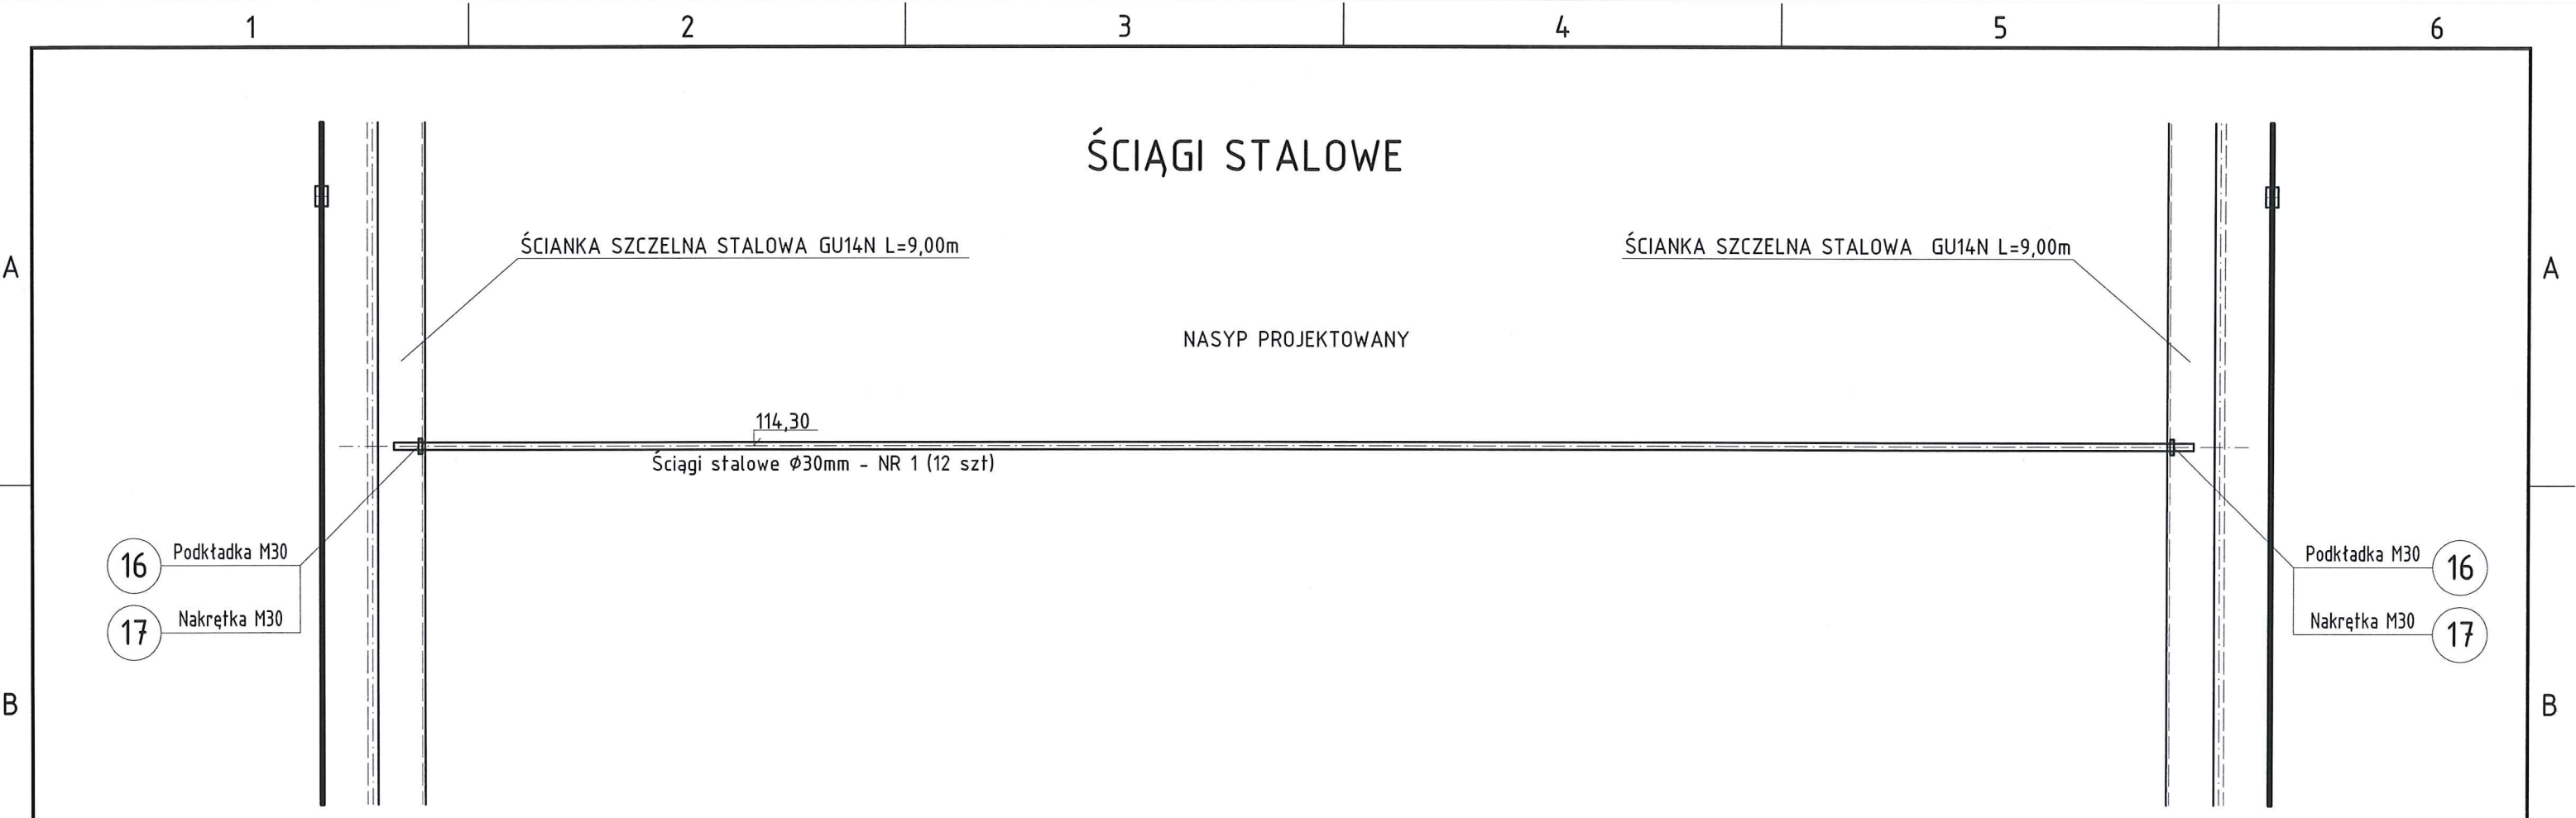 1 2 3 4 5 6
ŚCIĄGI STALOWE
ŚCIANKA SZCZELNA STALOWA GU14N L=9,00m
ŚCIANKA SZCZELNA STALOWA GU14N L=9,00m
A
A
NASYP PROJEKTOWANY
114,30
Ściągi stalowe Ø30mm - NR 1 (12 szt)
16 Podkładka M30
Podkładka M30 16
17 Nakrętka M30
Nakrętka M30 17
B
B